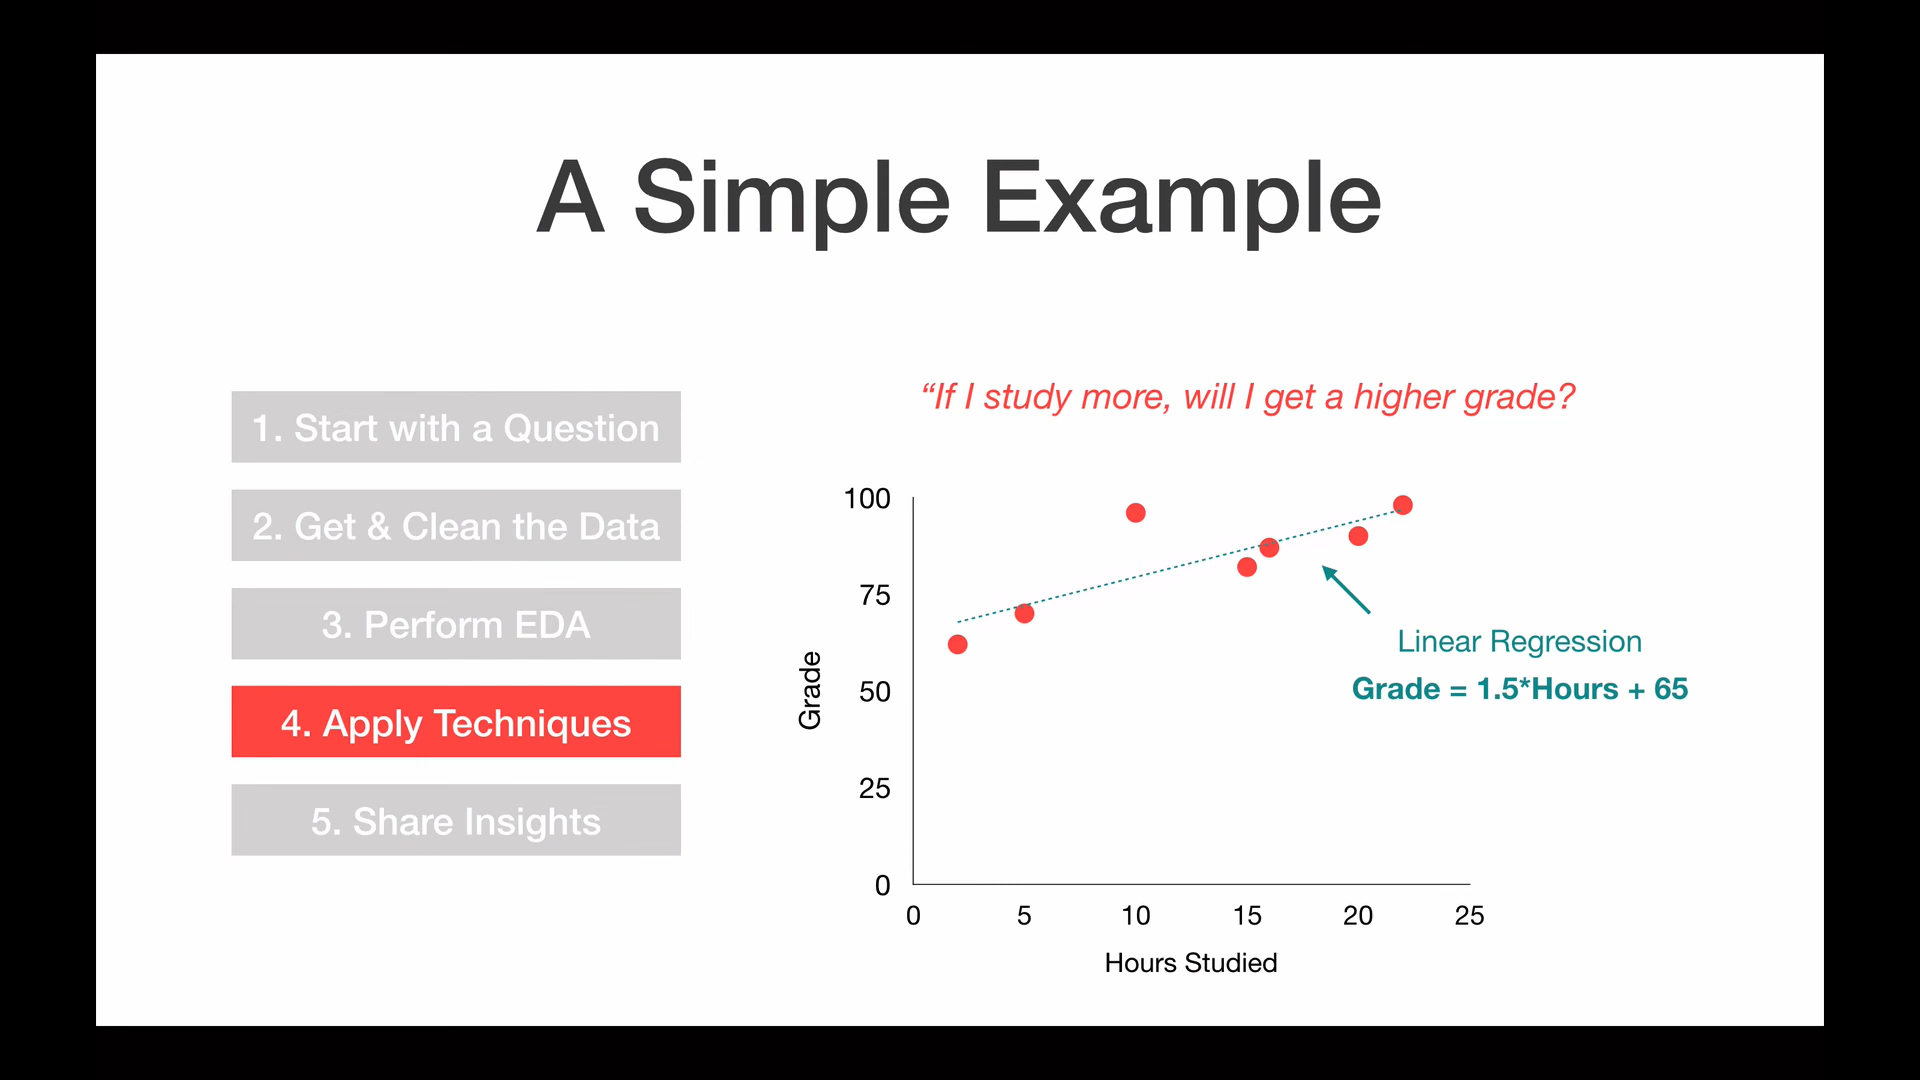 A Simple Example
1. Start with a Question
2. Get & Clean the Data
3. Perform EDA
4. Apply Techniques
5. Share Insights
“If I study more, will I get a higher grade?
100
75
50
25
0
Grade
0 5 10 15 20 25
Hours Studied
Linear Regression
Grade = 1.5*Hours + 65